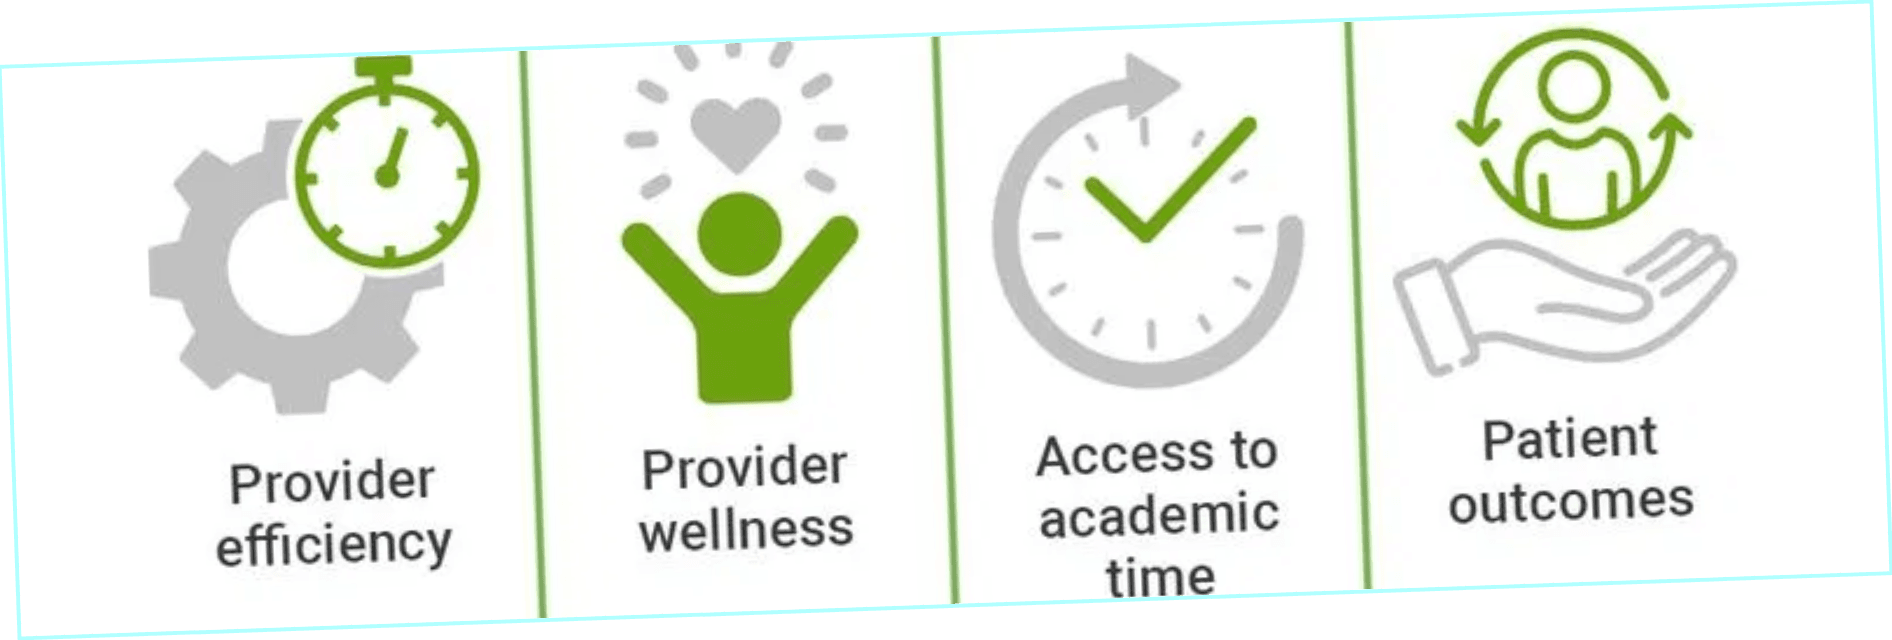 Provider
efficiency
Provider
wellness
Access to
academic
time
Patient
outcomes